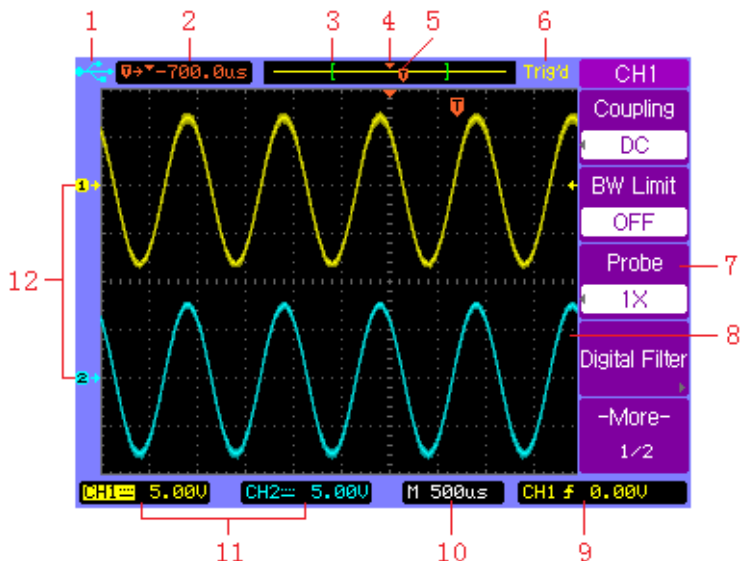 1 2 3 4 5 6
T→▼-700.0us T Trig'd CH1
T
Coupling
DC
1
BW Limit
OFF
12
Probe 7
1X
8
Digital Filter
2
-More-
1/2
CH1 5.00V CH2 5.00V M 500us CH1 0.00V
11 10 9